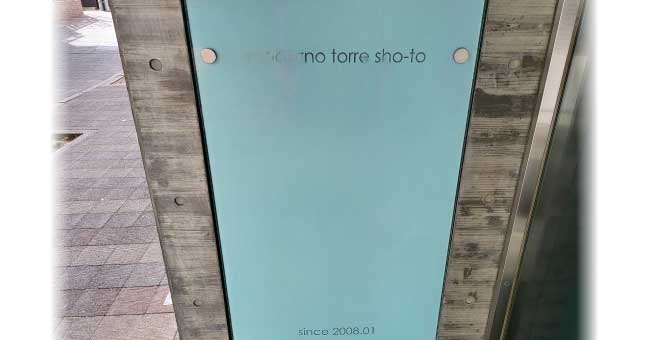 torre sho-to
since 2008.01